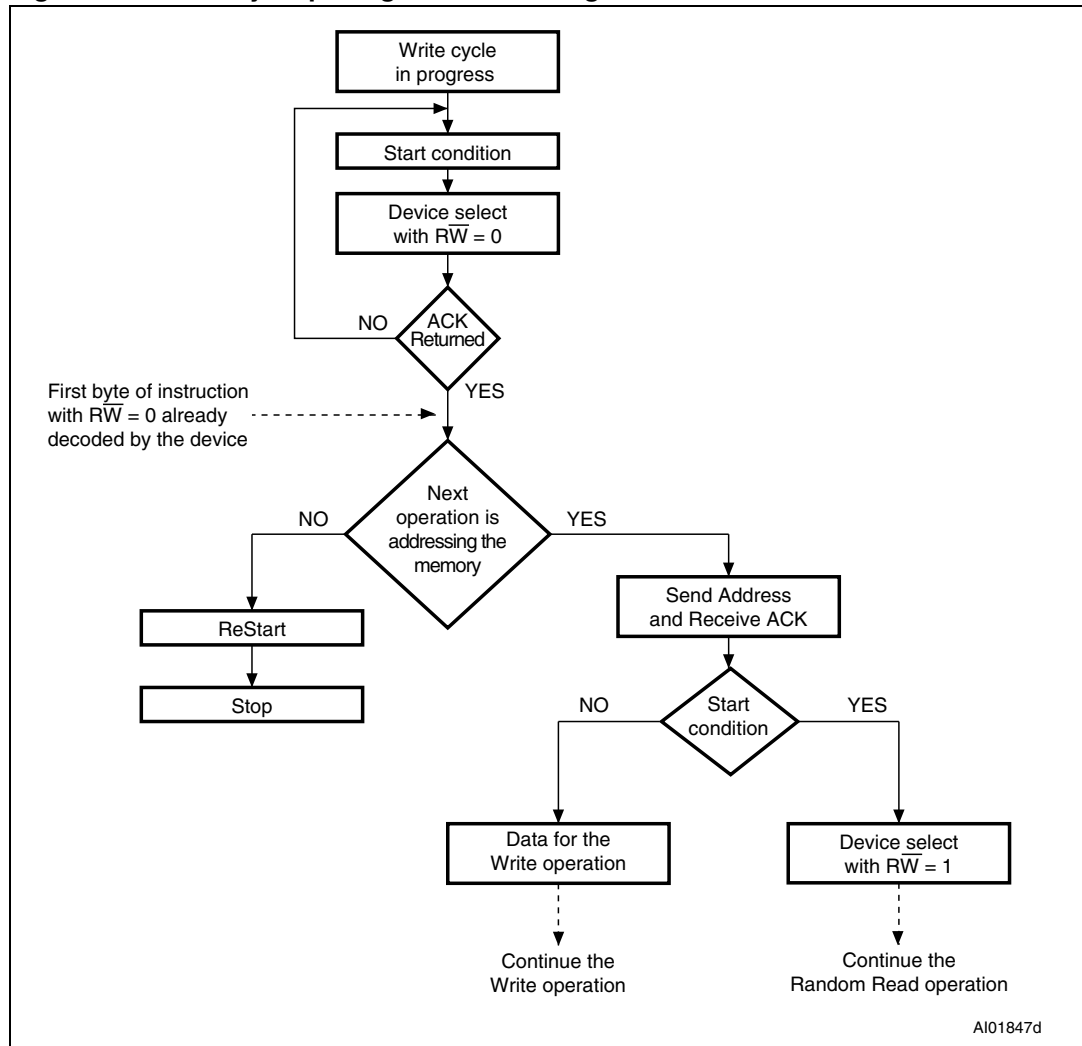 Write cycle
in progress
Start condition
Device select
with RW̅ = 0
NO
ACK
Returned
YES
First byte of instruction
with RW̅ = 0 already
decoded by the device
Next
operation is
addressing the
memory
NO
YES
Send Address
and Receive ACK
ReStart
Stop
Start
condition
NO
YES
Data for the
Write operation
Device select
with RW̅ = 1
Continue the
Write operation
Continue the
Random Read operation
AI01847d